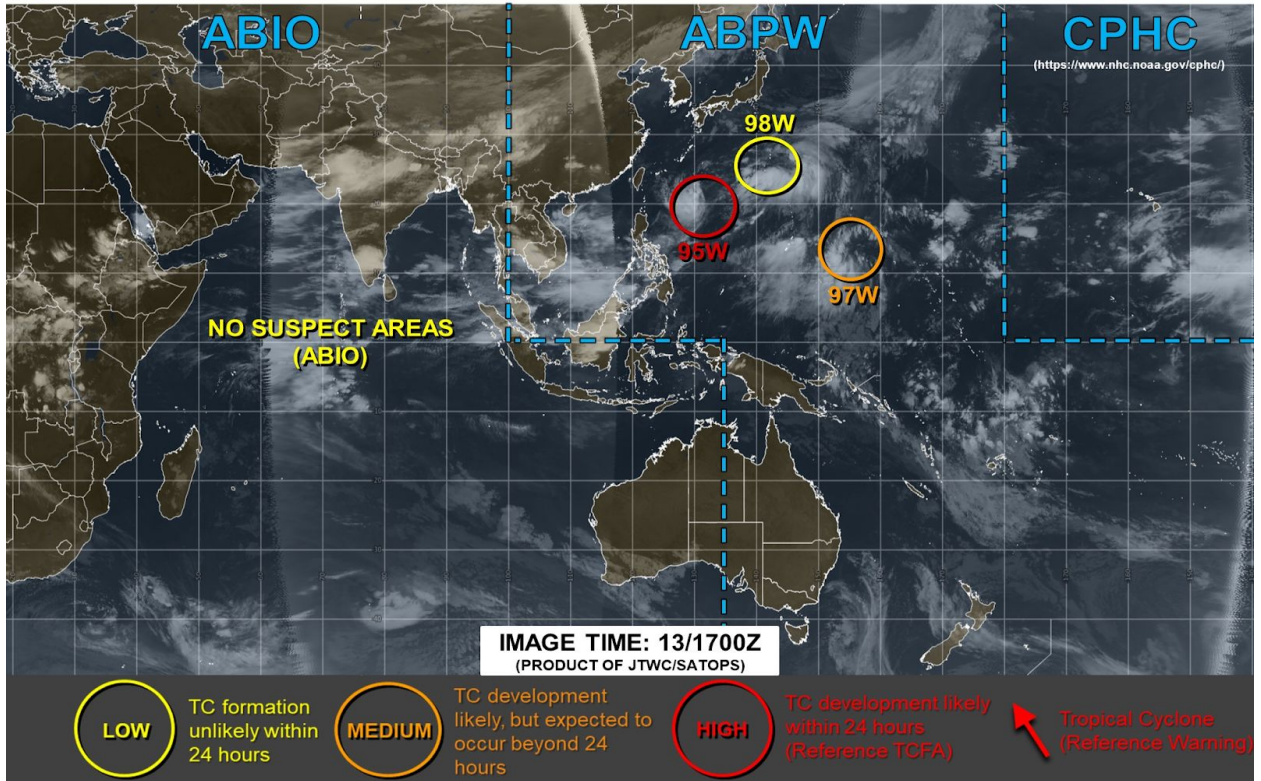 ABIO
ABPW
CPHC
(https://www.nhc.noaa.gov/cphc/)
98W
95W
97W
NO SUSPECT AREAS
(ABIO)
IMAGE TIME: 13/1700Z
(PRODUCT OF JTWC/SATOPS)
LOW
TC formation
unlikely within
24 hours
MEDIUM
TC development
likely, but expected to
occur beyond 24
hours
HIGH
TC development likely
within 24 hours
(Reference TCFA)
Tropical Cyclone
(Reference Warning)